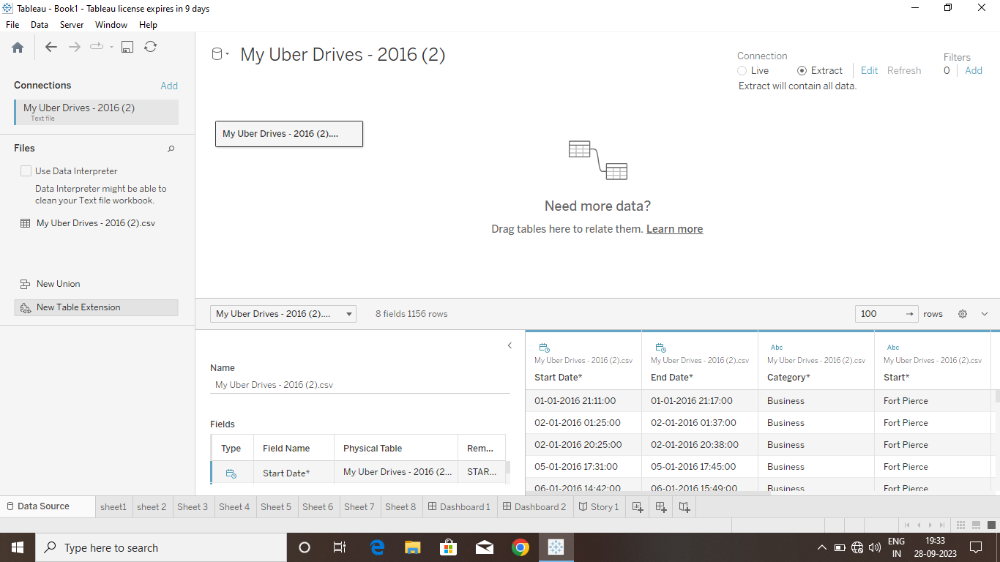 Tableau - Book1 - Tableau license expires in 9 days
File Data Server Window Help
My Uber Drives - 2016 (2)
Connection
Live Extract Edit Refresh
Extract will contain all data.
Filters
0 Add
Connections Add
My Uber Drives - 2016 (2)
Text file
Files
Use Data Interpreter
Data Interpreter might be able to
clean your Text file workbook.
My Uber Drives - 2016 (2).csv
New Union
New Table Extension
My Uber Drives - 2016 (2)....
Need more data?
Drag tables here to relate them. Learn more
My Uber Drives - 2016 (2).... 8 fields 1156 rows 100 rows
Name
My Uber Drives - 2016 (2).csv
Fields
Type Field Name Physical Table Rem...
Start Date* My Uber Drives - 2016 (2... STAR...
Abc Abc
My Uber Drives - 2016 (2).csv My Uber Drives - 2016 (2).csv My Uber Drives - 2016 (2).csv My Uber Drives - 2016 (2).csv
Start Date* End Date* Category* Start*
01-01-2016 21:11:00 01-01-2016 21:17:00 Business Fort Pierce
02-01-2016 01:25:00 02-01-2016 01:37:00 Business Fort Pierce
02-01-2016 20:25:00 02-01-2016 20:38:00 Business Fort Pierce
05-01-2016 17:31:00 05-01-2016 17:45:00 Business Fort Pierce
06-01-2016 14:42:00 06-01-2016 15:49:00 Business Fort Pierce
Data Source sheet1 sheet 2 Sheet 3 Sheet 4 Sheet 5 Sheet 6 Sheet 7 Sheet 8 Dashboard 1 Dashboard 2 Story 1
Type here to search
ENG
IN
19:33
28-09-2023